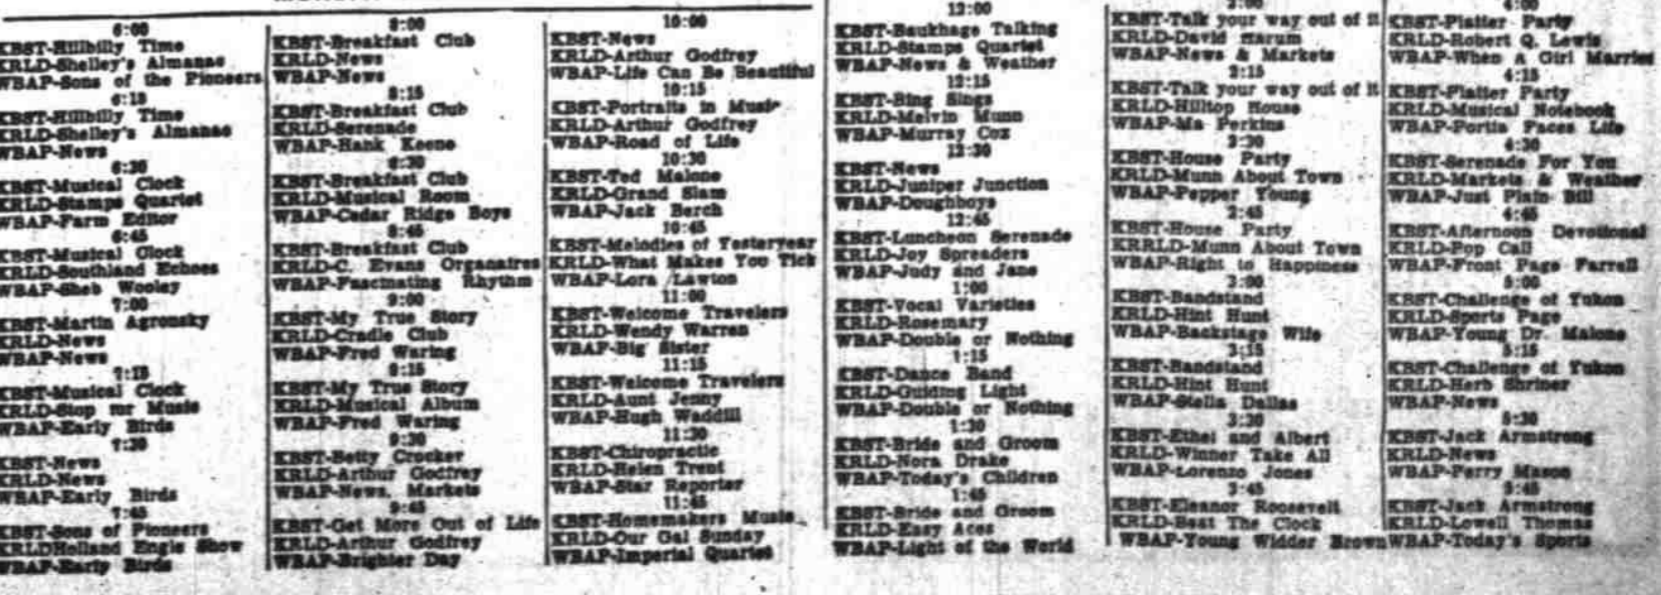 6:00
KBST-Hillbilly Time
KRLD-Shelley's Almanac
WBAP-Sons of the Pioneers
6:15
KBST-Hillbilly Time
KRLD-Shelley's Almanac
WBAP-News
6:30
KBST-Musical Clock
KRLD-Stamps Quartet
WBAP-Farm Editor
6:45
KBST-Musical Clock
KRLD-Southland Echoes
WBAP-Sheb Wooley
7:00
KBST-Martin Agronsky
KRLD-News
WBAP-News
7:15
KBST-Musical Clock
KRLD-Stop mr Music
WBAP-Early Birds
7:30
KBST-News
KRLD-News
WBAP-Early Birds
7:45
KBST-Sons of Pioneers
KRLDHolland Engle Show
WBAP-Early Birds
8:00
KBST-Breakfast Club
KRLD-News
WBAP-News
8:15
KBST-Breakfast Club
KRLD-Serenade
WBAP-Hank Keene
8:30
KBST-Breakfast Club
KRLD-Musical Room
WBAP-Cedar Ridge Boys
8:45
KBST-Breakfast Club
KRLD-C. Evans Organaires
WBAP-Fascinating Rhythm
9:00
KBST-My True Story
KRLD-Cradle Club
WBAP-Fred Waring
9:15
KBST-My True Story
KRLD-Musical Album
WBAP-Fred Waring
9:30
KBST-Betty Crocker
KRLD-Arthur Godfrey
WBAP-News, Markets
9:45
KBST-Get More Out of Life
KRLD-Arthur Godfrey
WBAP-Brighter Day
10:00
KBST-News
KRLD-Arthur Godfrey
WBAP-Life Can Be Beautiful
10:15
KBST-Portraits in Music
KRLD-Arthur Godfrey
WBAP-Road of Life
10:30
KBST-Ted Malone
KRLD-Grand Slam
WBAP-Jack Berch
10:45
KBST-Melodies of Yesteryear
KRLD-What Makes You Tick
WBAP-Lora Lawton
11:00
KBST-Welcome Travelers
KRLD-Wendy Warren
WBAP-Big Sister
11:15
KBST-Welcome Travelers
KRLD-Aunt Jenny
WBAP-Hugh Waddill
11:30
KBST-Chiropractic
KRLD-Helen Trent
WBAP-Star Reporter
11:45
KBST-Homemakers Music
KRLD-Our Gal Sunday
WBAP-Imperial Quartet
12:00
KBST-Baukhage Talking
KRLD-Stamps Quartet
WBAP-News & Weather
12:15
KBST-Bing Sings
KRLD-Melvin Munn
WBAP-Murray Cox
12:30
KBST-News
KRLD-Juniper Junction
WBAP-Doughboys
12:45
KBST-Luncheon Serenade
KRLD-Joy Spreaders
WBAP-Judy and Jane
1:00
KBST-Vocal Varieties
KRLD-Rosemary
WBAP-Double or Nothing
1:15
KBST-Dance Band
KRLD-Guiding Light
WBAP-Double or Nothing
1:30
KBST-Bride and Groom
KRLD-Nora Drake
WBAP-Today's Children
1:45
KBST-Bride and Groom
KRLD-Easy Aces
WBAP-Light of the World
2:00
KBST-Talk your way out of it
KRLD-David Harum
WBAP-News & Markets
2:15
KBST-Talk your way out of it
KRLD-Hilltop House
WBAP-Ma Perkins
2:30
KBST-House Party
KRLD-Munn About Town
WBAP-Pepper Young
2:45
KBST-House Party
KRRLD-Munn About Town
WBAP-Right to Happiness
3:00
KBST-Bandstand
KRLD-Hint Hunt
WBAP-Backstage Wife
3:15
KBST-Bandstand
KRLD-Hint Hunt
WBAP-Stella Dallas
3:30
KBST-Ethel and Albert
KRLD-Winner Take All
WBAP-Lorenzo Jones
3:45
KBST-Eleanor Roosevelt
KRLD-Beat The Clock
WBAP-Young Widder Brown
4:00
KBST-Platter Party
KRLD-Robert Q. Lewis
WBAP-When A Girl Marries
4:15
KBST-Platter Party
KRLD-Musical Notebook
WBAP-Portia Faces Life
4:30
KBST-Serenade For You
KRLD-Markets & Weather
WBAP-Just Plain Bill
4:45
KBST-Afternoon Devotional
KRLD-Pop Call
WBAP-Front Page Farrell
5:00
KBST-Challenge of Yukon
KRLD-Sports Page
WBAP-Young Dr. Malone
5:15
KBST-Challenge of Yukon
KRLD-Herb Shriner
WBAP-News
5:30
KBST-Jack Armstrong
KRLD-News
WBAP-Perry Mason
5:45
KBST-Jack Armstrong
KRLD-Lowell Thomas
WBAP-Today's Sports